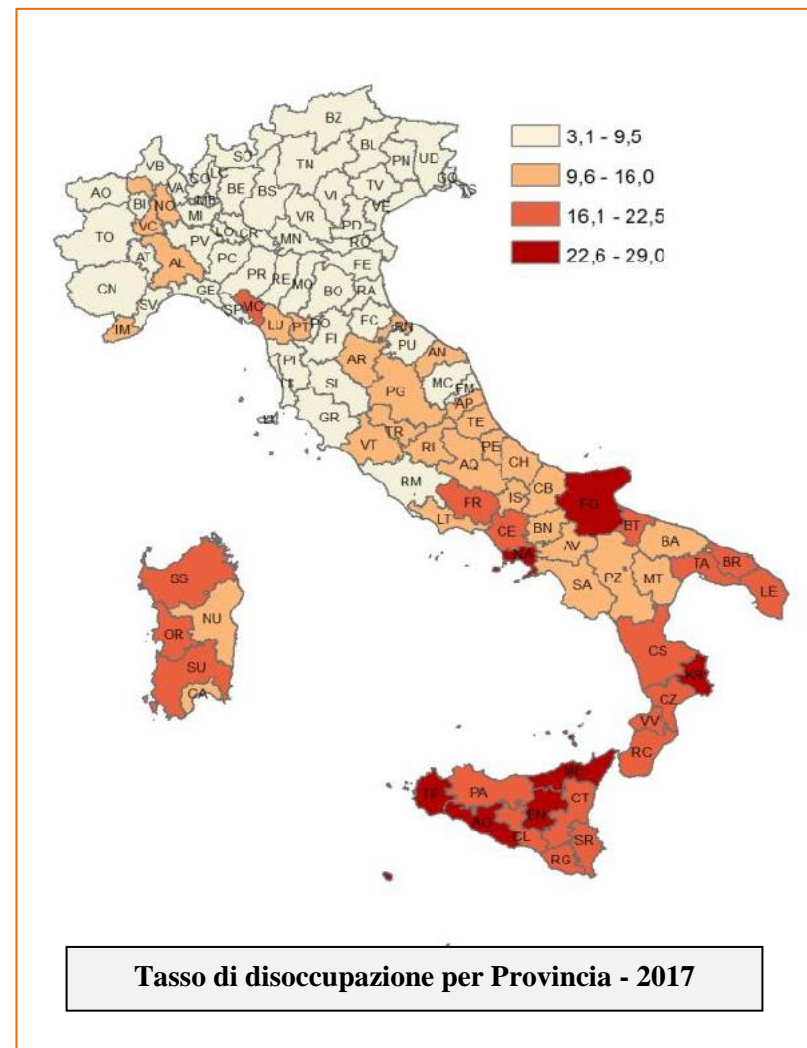 3,1 - 9,5
9,6 - 16,0
16,1 - 22,5
22,6 - 29,0
BZ
BL
SO
TN
PN
UD
VB
LC
GO
TS
CO
AO
VA
BE
BS
VI
TV
VE
BI
NO
MI
VR
PD
VC
LO
CR
MN
RO
TO
PV
AT
AL
PC
FE
PR
RE
MO
CN
BO
RA
GE
SV
SP
MC
FC
IM
LU
PT
PO
RN
FI
PU
AN
PI
AR
MC
FM
SI
PG
AP
GR
TE
TR
VT
RI
PE
AQ
CH
RM
CB
IS
FR
FG
LT
BT
CE
BN
BA
NA
AV
SA
PZ
MT
TA
BR
LE
SS
NU
OR
SU
CA
CS
KR
CZ
VV
RC
ME
TP
PA
CT
AG
EN
CL
SR
RG
Tasso di disoccupazione per Provincia - 2017